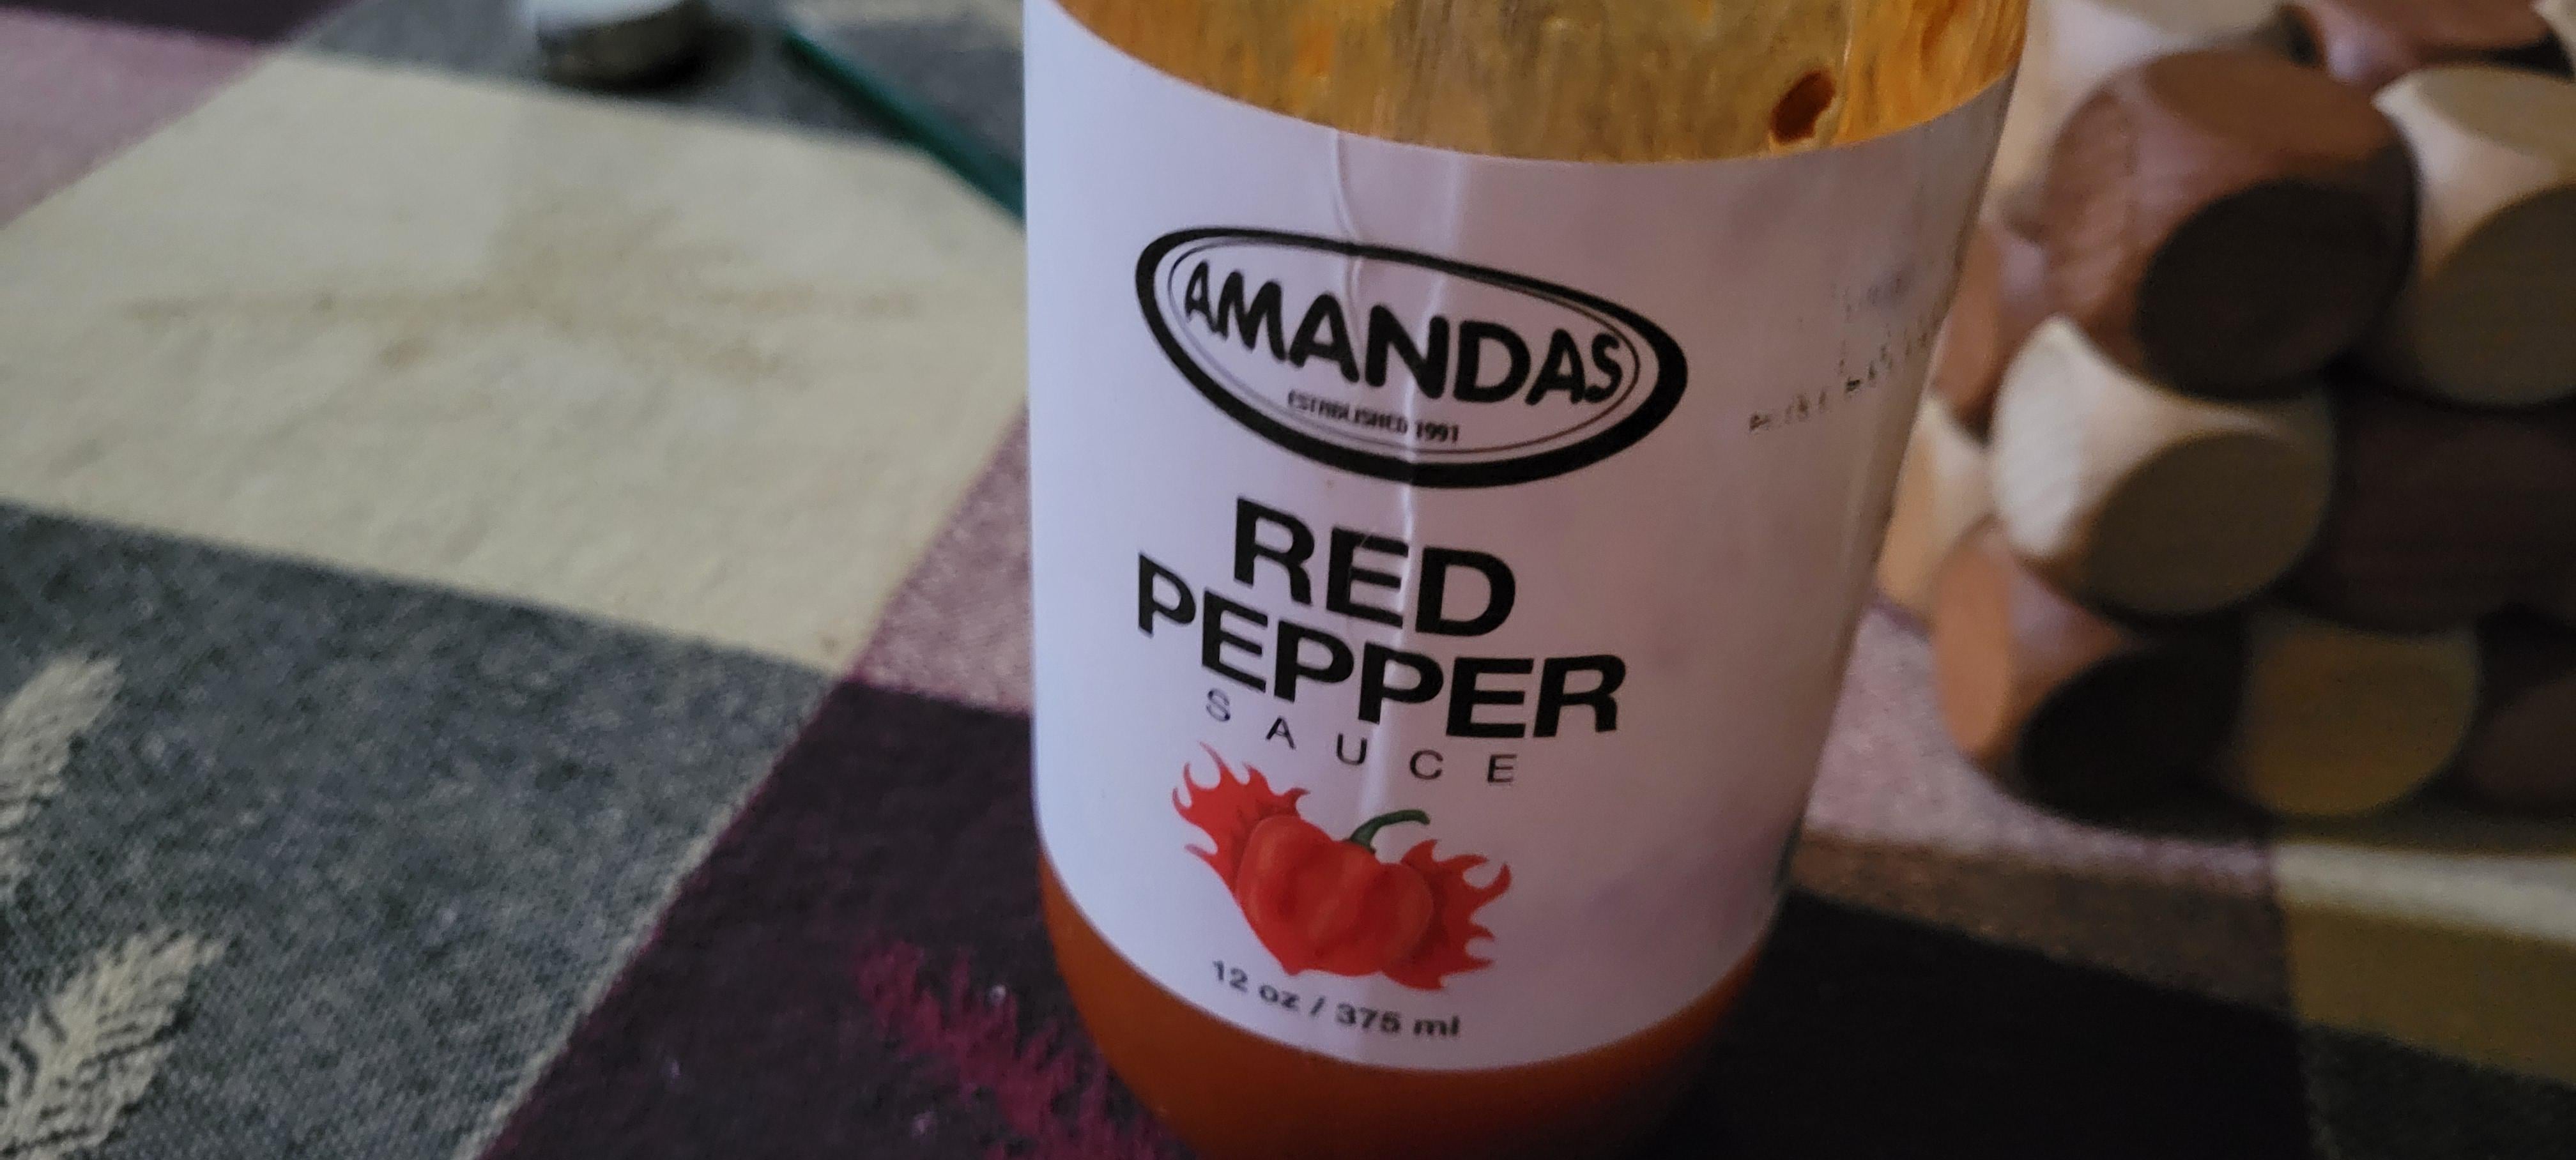 AMANDAS
ESTABLISHED 1991
RED
PEPPER
SAUCE
12 oz / 375 ml